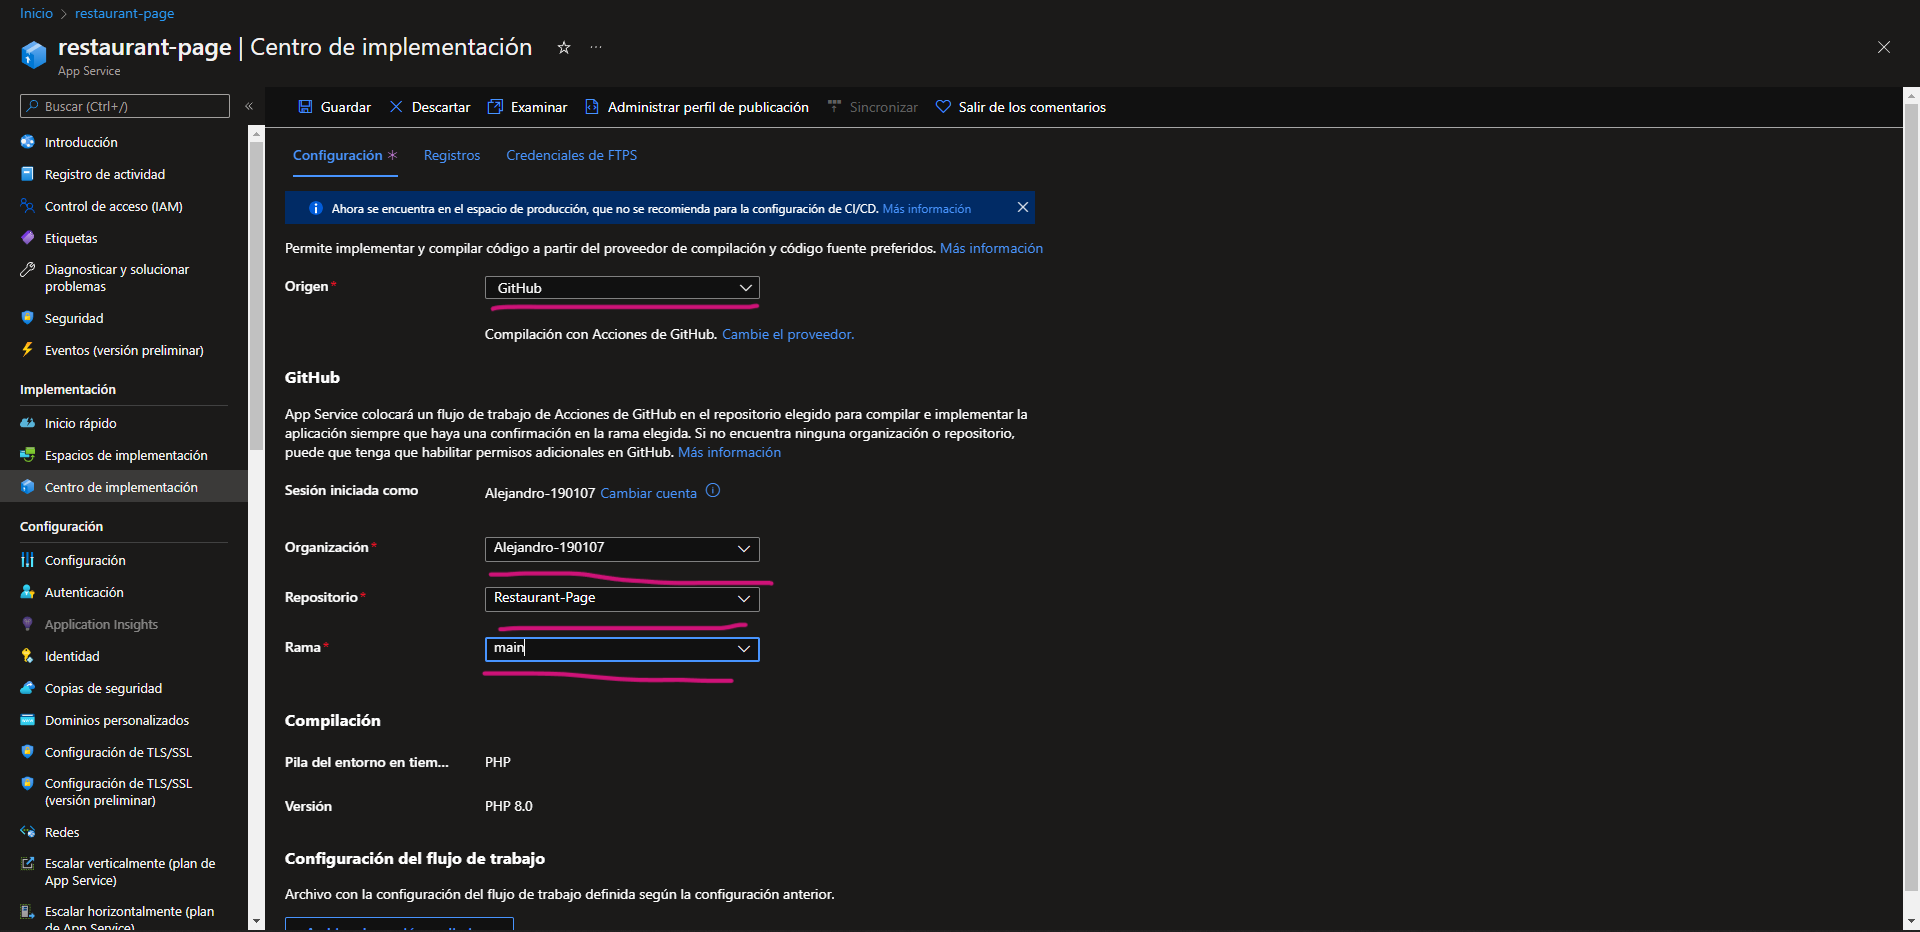 Inicio > restaurant-page
restaurant-page | Centro de implementación
App Service
Buscar (Ctrl+/)
Introducción
Registro de actividad
Control de acceso (IAM)
Etiquetas
Diagnosticar y solucionar
problemas
Seguridad
Eventos (versión preliminar)
Implementación
Inicio rápido
Espacios de implementación
Centro de implementación
Configuración
Configuración
Autenticación
Application Insights
Identidad
Copias de seguridad
Dominios personalizados
Configuración de TLS/SSL
Configuración de TLS/SSL
(versión preliminar)
Redes
Escalar verticalmente (plan de
App Service)
Escalar horizontalmente (plan
de App Service)
Guardar Descartar Examinar Administrar perfil de publicación Sincronizar Salir de los comentarios
Configuración * Registros Credenciales de FTPS
Ahora se encuentra en el espacio de producción, que no se recomienda para la configuración de CI/CD. Más información
Permite implementar y compilar código a partir del proveedor de compilación y código fuente preferidos. Más información
Origen * GitHub
Compilación con Acciones de GitHub. Cambie el proveedor.
GitHub
App Service colocará un flujo de trabajo de Acciones de GitHub en el repositorio elegido para compilar e implementar la
aplicación siempre que haya una confirmación en la rama elegida. Si no encuentra ninguna organización o repositorio,
puede que tenga que habilitar permisos adicionales en GitHub. Más información
Sesión iniciada como Alejandro-190107 Cambiar cuenta
Organización * Alejandro-190107
Repositorio * Restaurant-Page
Rama * main
Compilación
Pila del entorno en tiem... PHP
Versión PHP 8.0
Configuración del flujo de trabajo
Archivo con la configuración del flujo de trabajo definida según la configuración anterior.